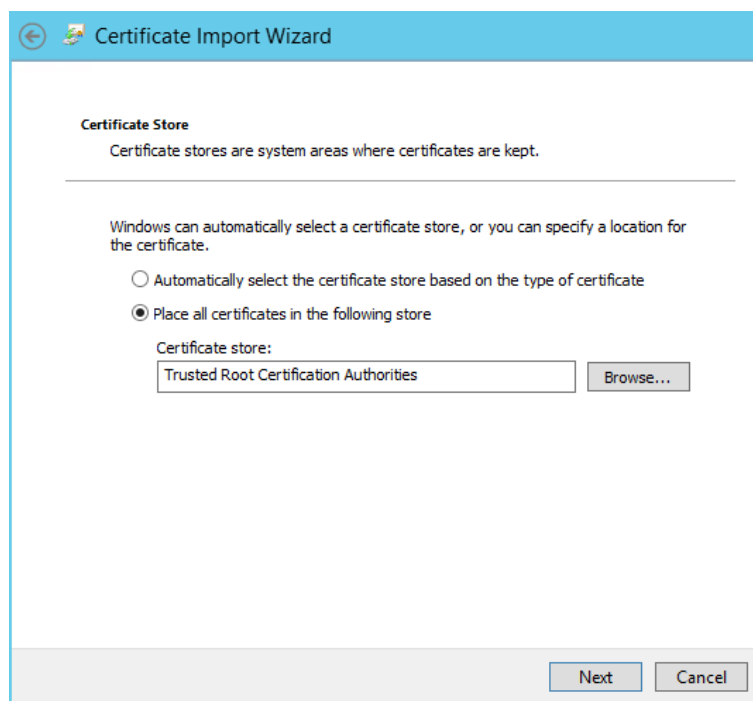 Certificate Import Wizard
Certificate Store
Certificate stores are system areas where certificates are kept.
Windows can automatically select a certificate store, or you can specify a location for
the certificate.
Automatically select the certificate store based on the type of certificate
Place all certificates in the following store
Certificate store:
Trusted Root Certification Authorities
Browse...
Next
Cancel